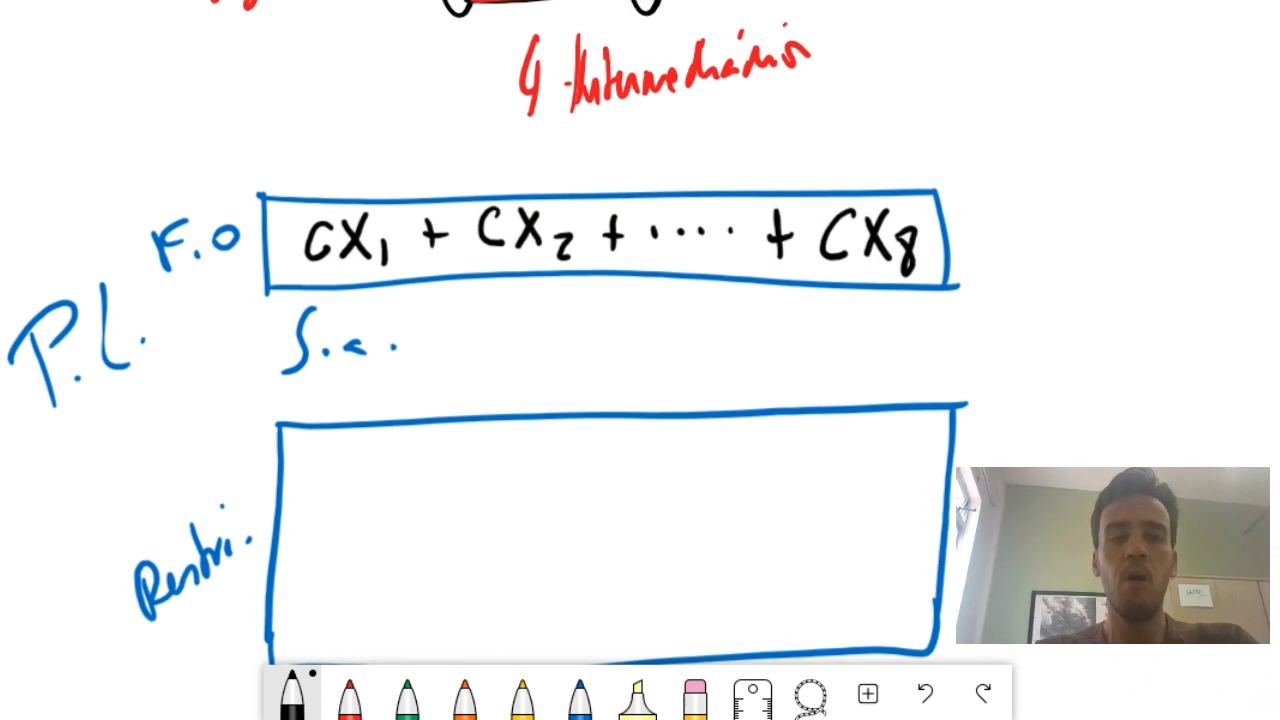 4 Intermediários
F.O CX1 + CX2 + .... + CX8
P.L. S.a.
Restri.